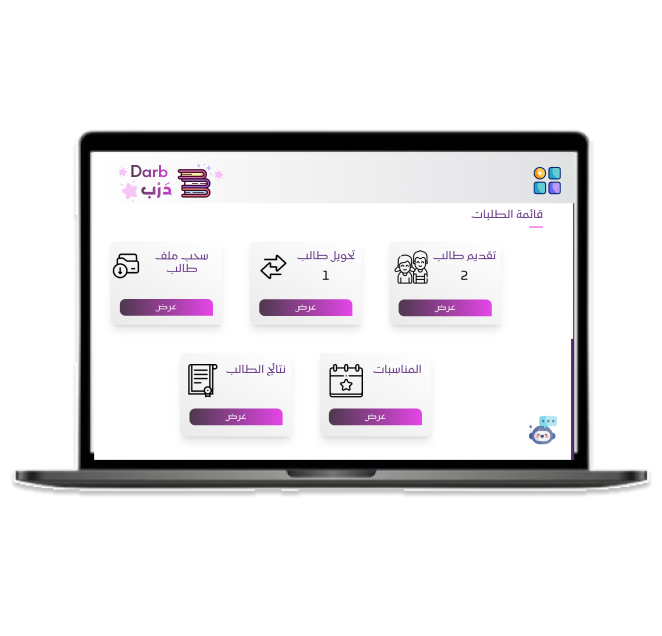 Darb
دَرْب
قائمة الطلبات
تقديم طالب
2
عرض
تحويل طالب
1
عرض
سحب ملف
طالب
عرض
المناسبات
عرض
نتائج الطالب
عرض